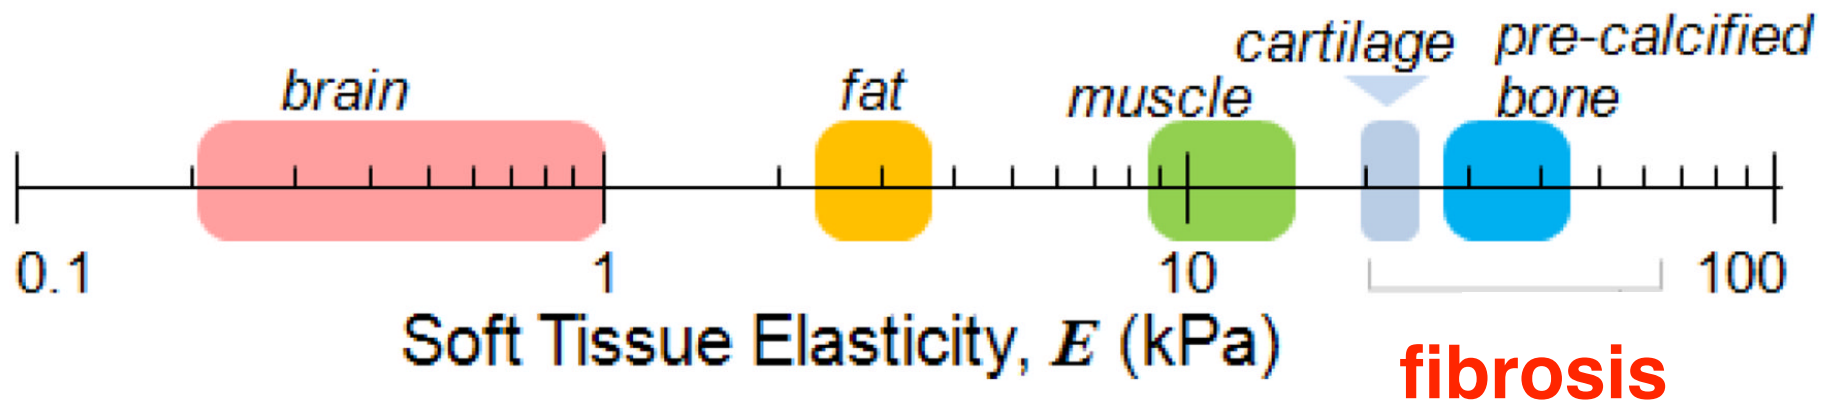 brain
fat
muscle
cartilage
pre-calcified
bone
0.1
1
10
100
Soft Tissue Elasticity, E (kPa)
fibrosis